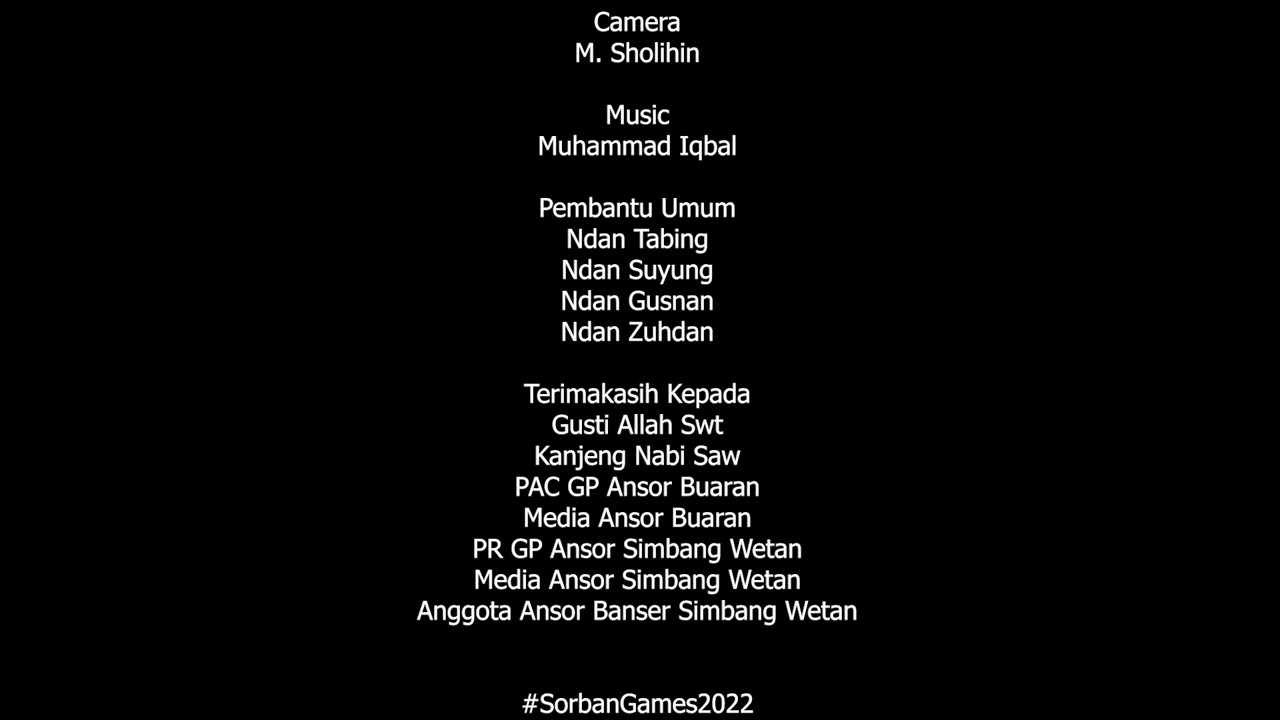 Camera
M. Sholihin
Music
Muhammad Iqbal
Pembantu Umum
Ndan Tabing
Ndan Suyung
Ndan Gusnan
Ndan Zuhdan
Terimakasih Kepada
Gusti Allah Swt
Kanjeng Nabi Saw
PAC GP Ansor Buaran
Media Ansor Buaran
PR GP Ansor Simbang Wetan
Media Ansor Simbang Wetan
Anggota Ansor Banser Simbang Wetan
#SorbanGames2022